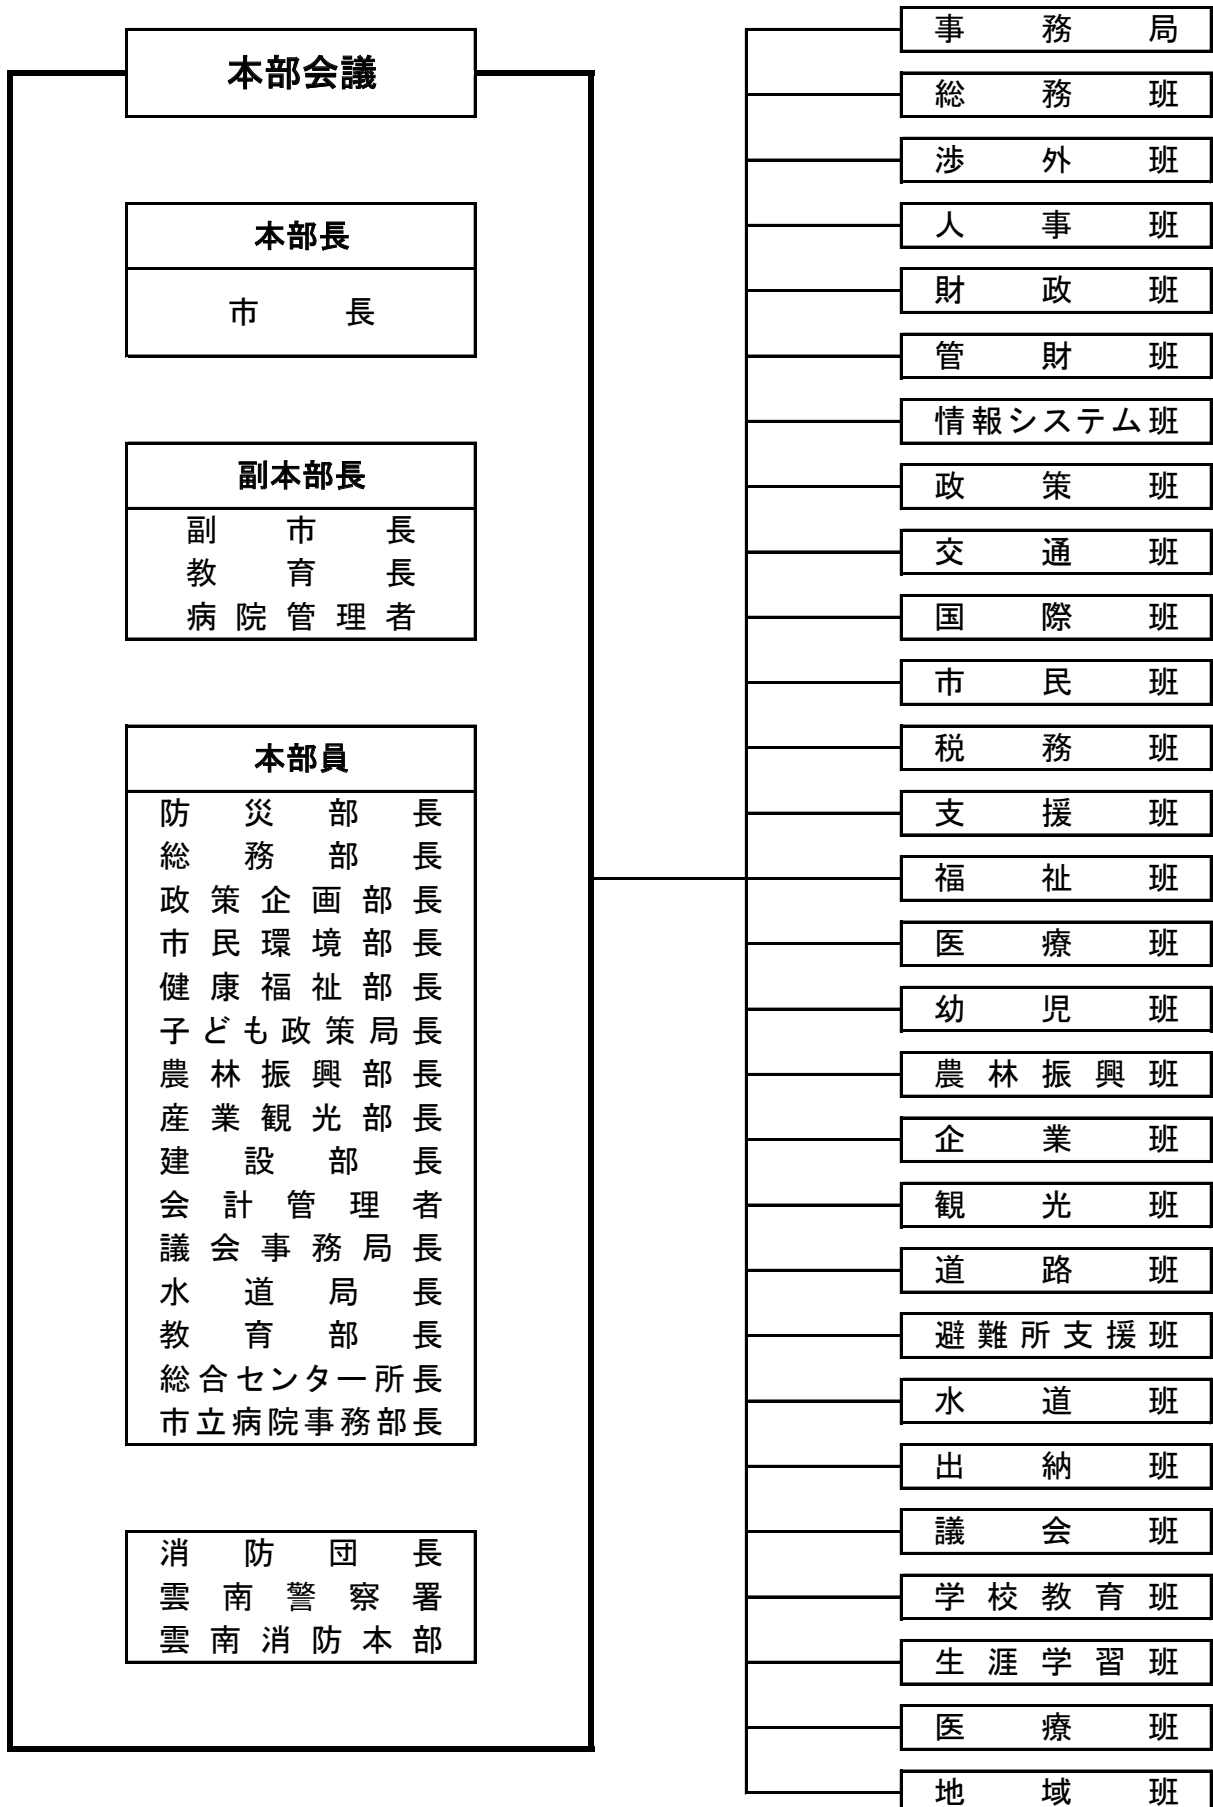 本部会議
本部長
市長
副本部長
副市長
教育長
病院管理者
本部員
防災部長
総務部長
政策企画部長
市民環境部長
健康福祉部長
子ども政策局長
農林振興部長
産業観光部長
建設部長
会計管理者
議会事務局長
水道局長
教育部長
総合センター所長
市立病院事務部長
消防団長
雲南警察署
雲南消防本部
事務局
総務班
渉外班
人事班
財政班
管財班
情報システム班
政策班
交通班
国際班
市民班
税務班
支援班
福祉班
医療班
幼児班
農林振興班
企業班
観光班
道路班
避難所支援班
水道班
出納班
議会班
学校教育班
生涯学習班
医療班
地域班